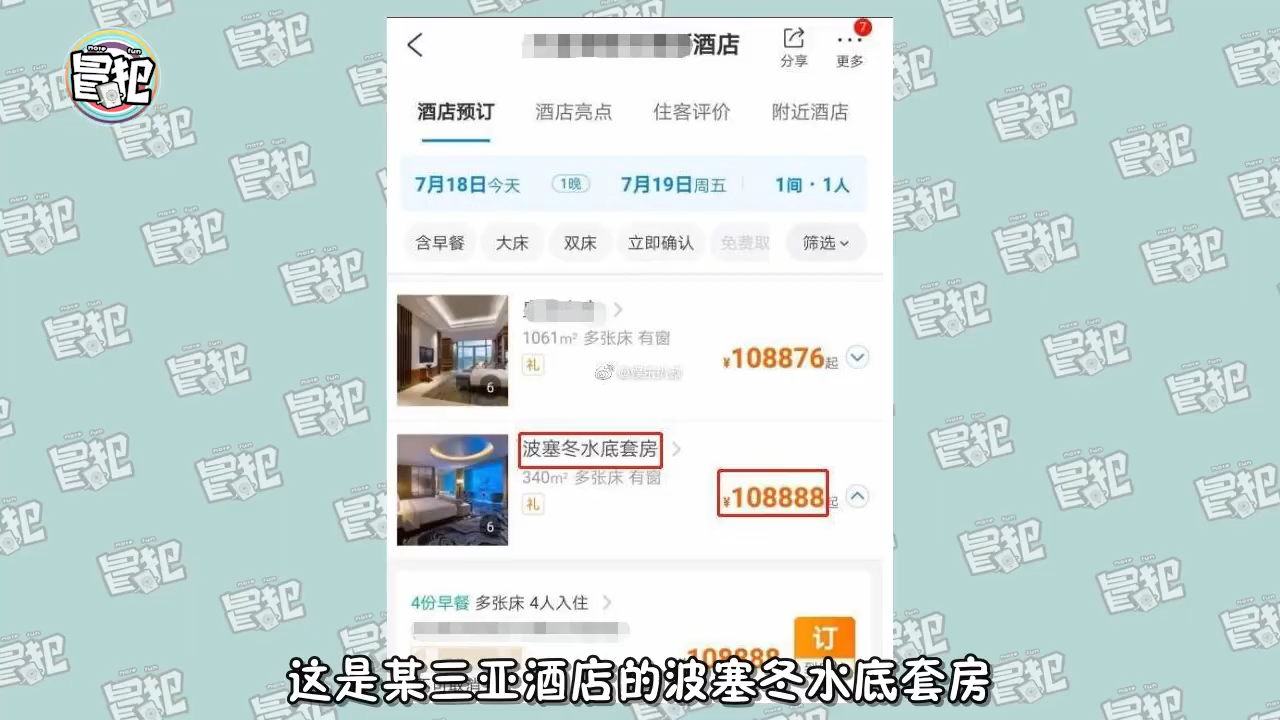 more fun
冒犯
酒店
7
分享
更多
酒店预订 酒店亮点 住客评价 附近酒店
7月18日今天 1晚 7月19日周五 1间·1人
含早餐 大床 双床 立即确认 免费取 筛选
1061m² 多张床 有窗
礼
¥108876起
6
波塞冬水底套房
340m² 多张床 有窗
礼
¥108888起
6
4份早餐 多张床 4人入住
订
108888
这是某三亚酒店的波塞冬水底套房